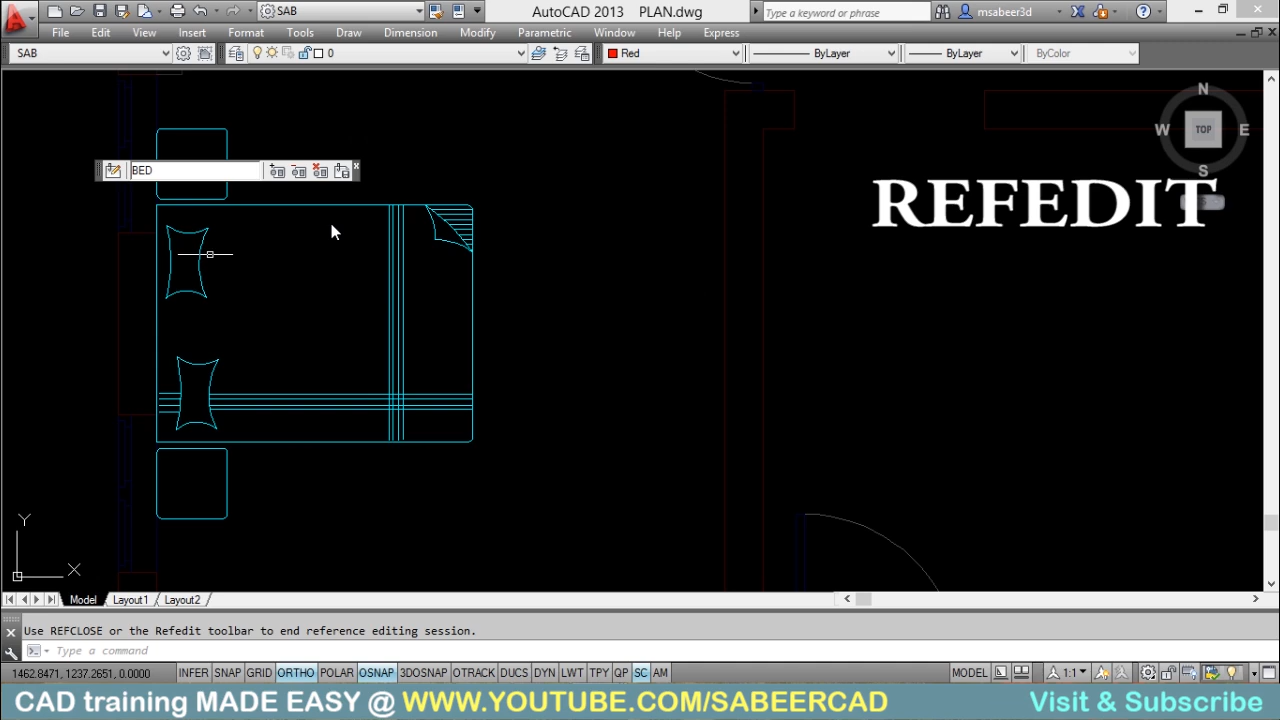 SAB
AutoCAD 2013 PLAN.dwg
Type a keyword or phrase
msabeer3d
File Edit View Insert Format Tools Draw Dimension Modify Parametric Window Help Express
SAB
0
Red
ByLayer
ByLayer
ByColor
N
W TOP E
S
BED
REFEDIT
Y
X
Model Layout1 Layout2
Use REFCLOSE or the Refedit toolbar to end reference editing session.
Type a command
1462.8471, 1237.2651, 0.0000 INFER SNAP GRID ORTHO POLAR OSNAP 3DOSNAP OTRACK DUCS DYN LWT TPY QP SC AM MODEL 1:1
CAD training MADE EASY @ WWW.YOUTUBE.COM/SABEERCAD Visit & Subscribe